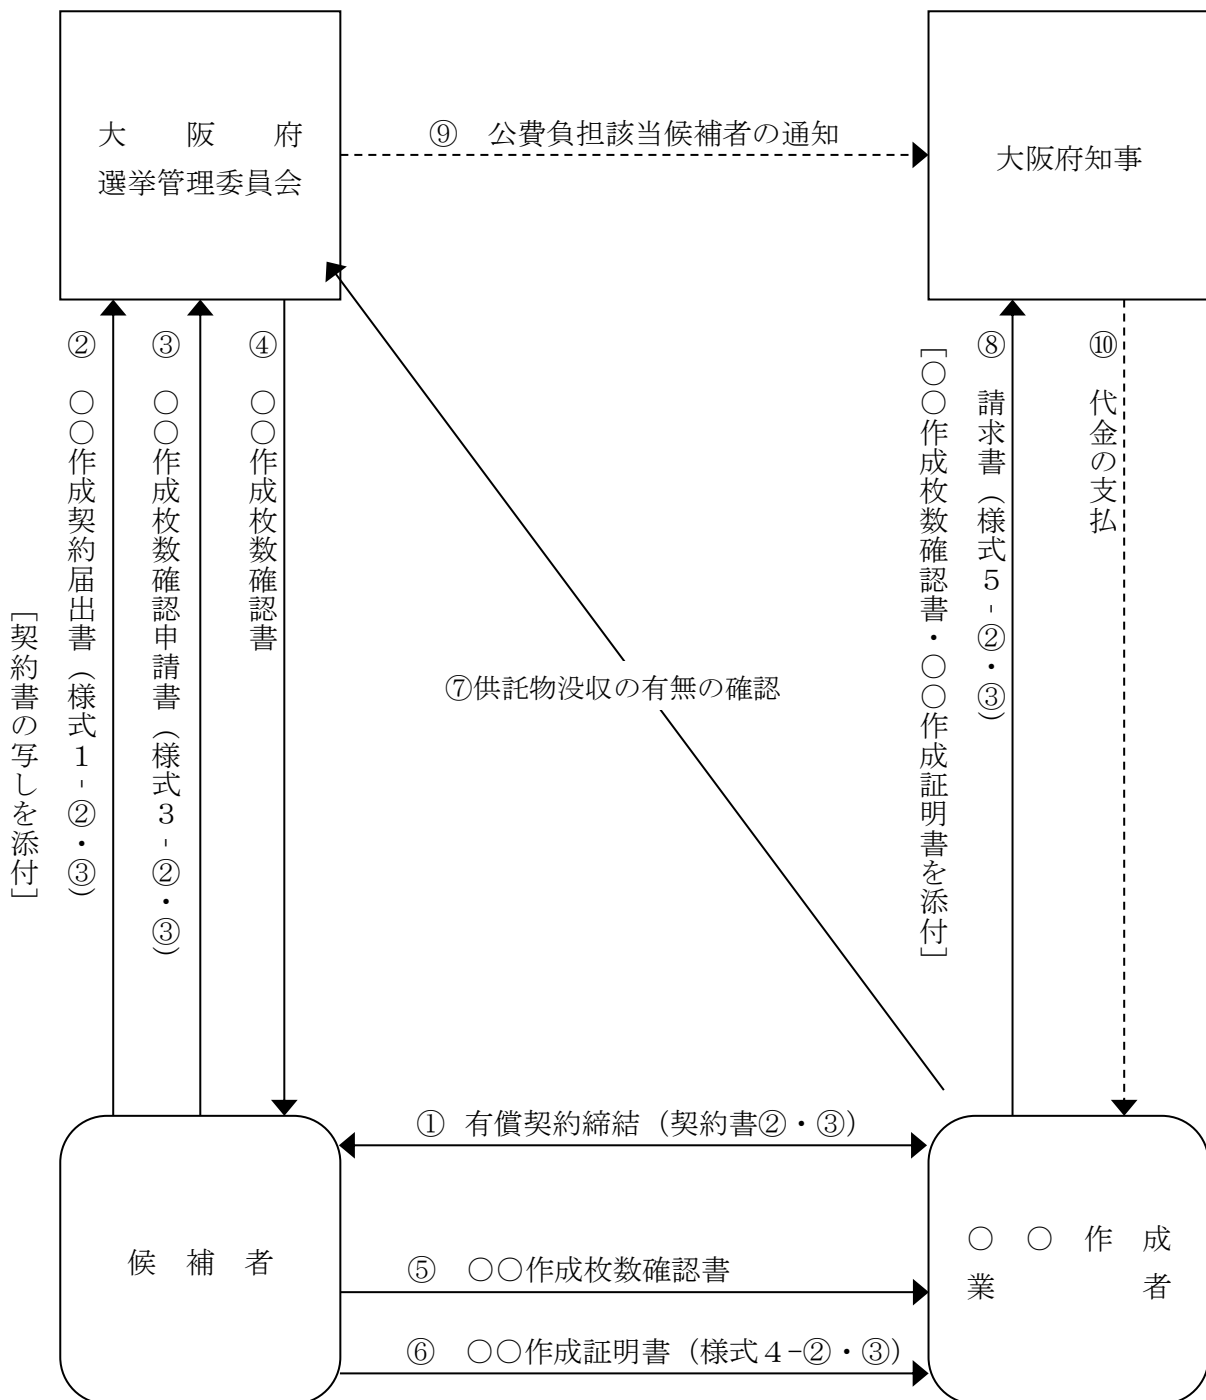 大阪府
選挙管理委員会
⑨ 公費負担該当候補者の通知
大阪府知事
② ○○作成契約届出書（様式１-②・③）
［契約書の写しを添付］
③ ○○作成枚数確認申請書（様式３-②・③）
④ ○○作成枚数確認書
⑦供託物没収の有無の確認
⑧ 請求書（様式５-②・③）
［○○作成枚数確認書・○○作成証明書を添付］
⑩ 代金の支払
① 有償契約締結（契約書②・③）
候補者
⑤ ○○作成枚数確認書
⑥ ○○作成証明書（様式４-②・③）
○○作成
業者